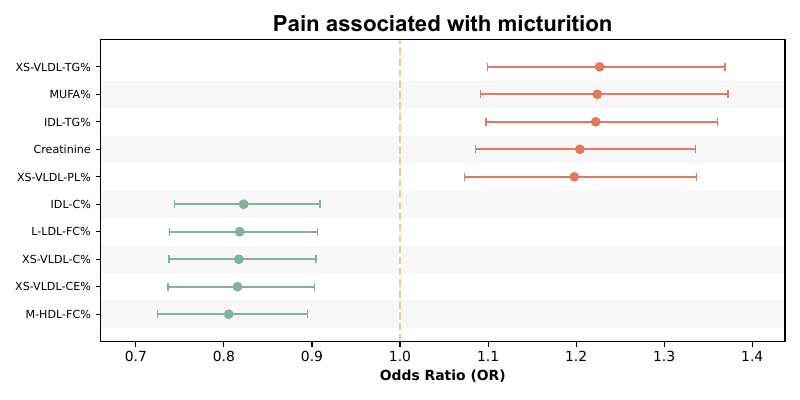 Pain associated with micturition
XS-VLDL-TG%
MUFA%
IDL-TG%
Creatinine
XS-VLDL-PL%
IDL-C%
L-LDL-FC%
XS-VLDL-C%
XS-VLDL-CE%
M-HDL-FC%
0.7 0.8 0.9 1.0 1.1 1.2 1.3 1.4
Odds Ratio (OR)